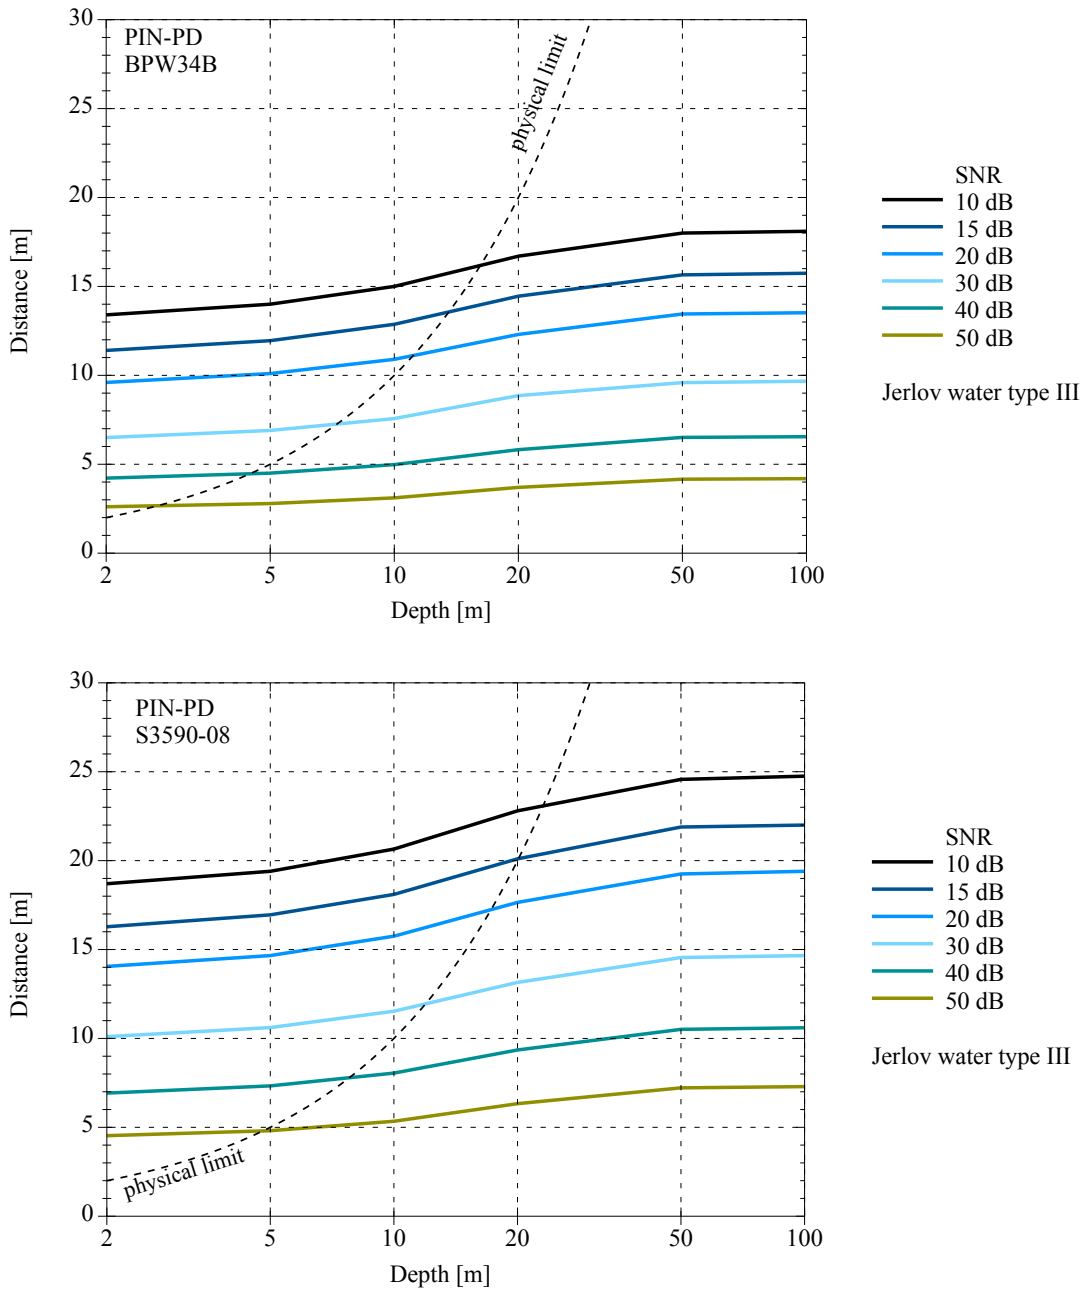 30
25
20
15
10
5
0
PIN-PD
BPW34B
physical limit
Distance [m]
2 5 10 20 50 100
Depth [m]
SNR
10 dB
15 dB
20 dB
30 dB
40 dB
50 dB
Jerlov water type III
30
25
20
15
10
5
0
PIN-PD
S3590-08
physical limit
Distance [m]
2 5 10 20 50 100
Depth [m]
SNR
10 dB
15 dB
20 dB
30 dB
40 dB
50 dB
Jerlov water type III